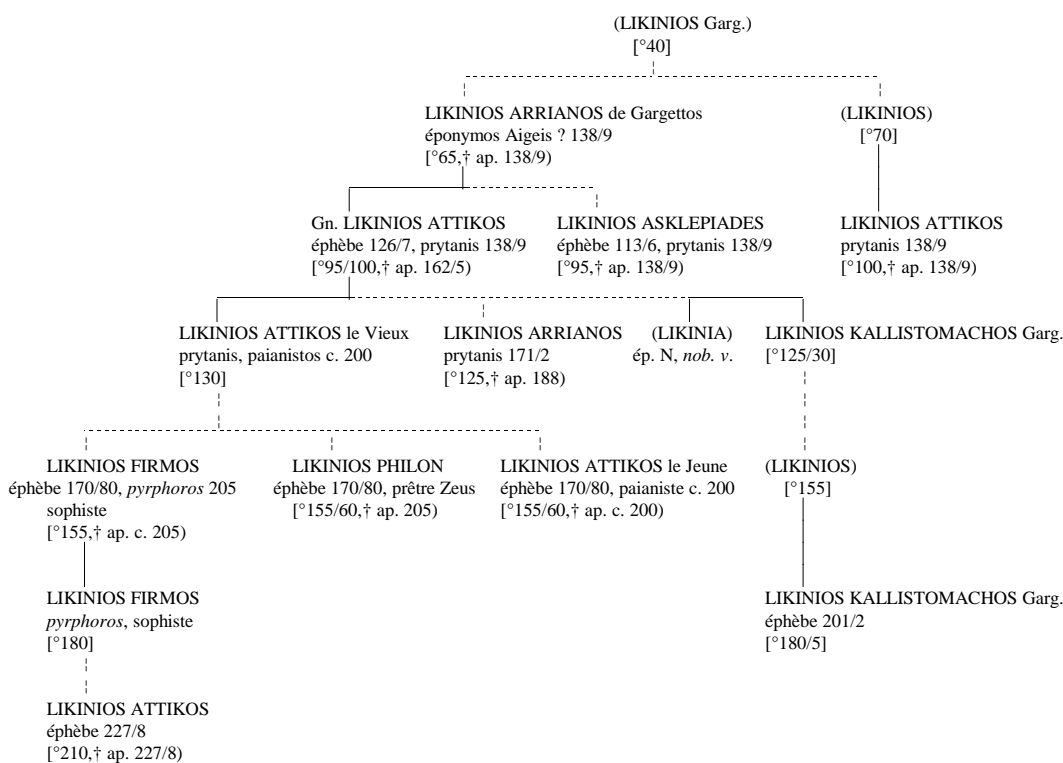 (LIKINIOS Garg.)
[°40]
LIKINIOS ARRIANOS de Gargettos
éponymos Aigeis ? 138/9
[°65,† ap. 138/9)
(LIKINIOS)
[°70]
Gn. LIKINIOS ATTIKOS
éphèbe 126/7, prytanis 138/9
[°95/100,† ap. 162/5)
LIKINIOS ASKLEPIADES
éphèbe 113/6, prytanis 138/9
[°95,† ap. 138/9)
LIKINIOS ATTIKOS
prytanis 138/9
[°100,† ap. 138/9)
LIKINIOS ATTIKOS le Vieux
prytanis, paianistos c. 200
[°130]
LIKINIOS ARRIANOS
prytanis 171/2
[°125,† ap. 188)
(LIKINIA)
ép. N, nob. v.
LIKINIOS KALLISTOMACHOS Garg.
[°125/30]
LIKINIOS FIRMOS
éphèbe 170/80, pyrphoros 205
sophiste
[°155,† ap. c. 205)
LIKINIOS PHILON
éphèbe 170/80, prêtre Zeus
[°155/60,† ap. 205)
LIKINIOS ATTIKOS le Jeune
éphèbe 170/80, paianiste c. 200
[°155/60,† ap. c. 200)
(LIKINIOS)
[°155]
LIKINIOS FIRMOS
pyrphoros, sophiste
[°180]
LIKINIOS KALLISTOMACHOS Garg.
éphèbe 201/2
[°180/5]
LIKINIOS ATTIKOS
éphèbe 227/8
[°210,† ap. 227/8)